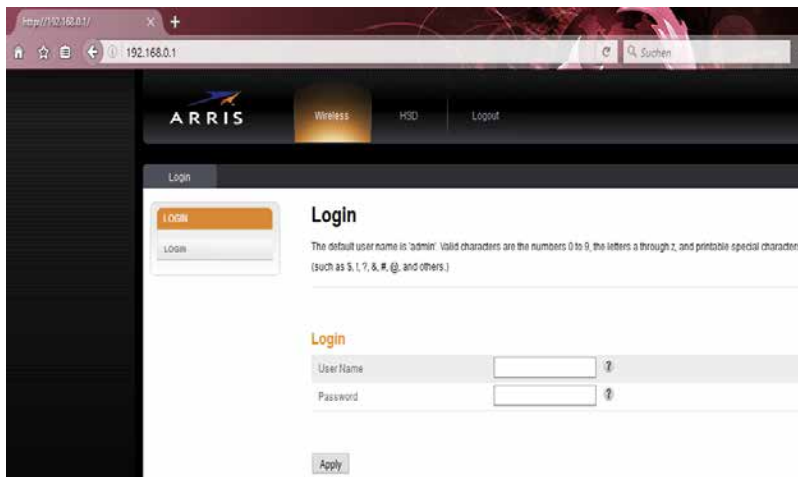 http://192.168.0.1/
192.168.0.1
Suchen
ARRIS
Wireless
HSD
Logout
Login
LOGIN
LOGIN
Login
The default user name is 'admin'. Valid characters are the numbers 0 to 9, the letters a through z, and printable special characters
(such as $, !, ?, &, #, @, and others.)
Login
User Name
?
Password
?
Apply